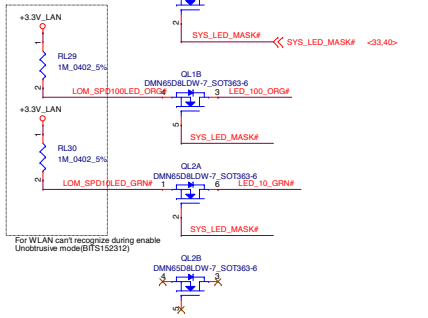 2
SYS_LED_MASK#
SYS_LED_MASK# <33,40>
+3.3V_LAN
1
RL29
1M_0402_5%
2
QL1B
DMN65D8LDW-7_SOT363-6
LOM_SPD100LED_ORG#
4
3
LED_100_ORG#
5
SYS_LED_MASK#
+3.3V_LAN
1
RL30
1M_0402_5%
2
QL2A
DMN65D8LDW-7_SOT363-6
LOM_SPD10LED_GRN#
1
6
LED_10_GRN#
2
SYS_LED_MASK#
For WLAN can't recognize during enable
Unobtrusive mode(BITS152312)
QL2B
DMN65D8LDW-7_SOT363-6
4
3
5